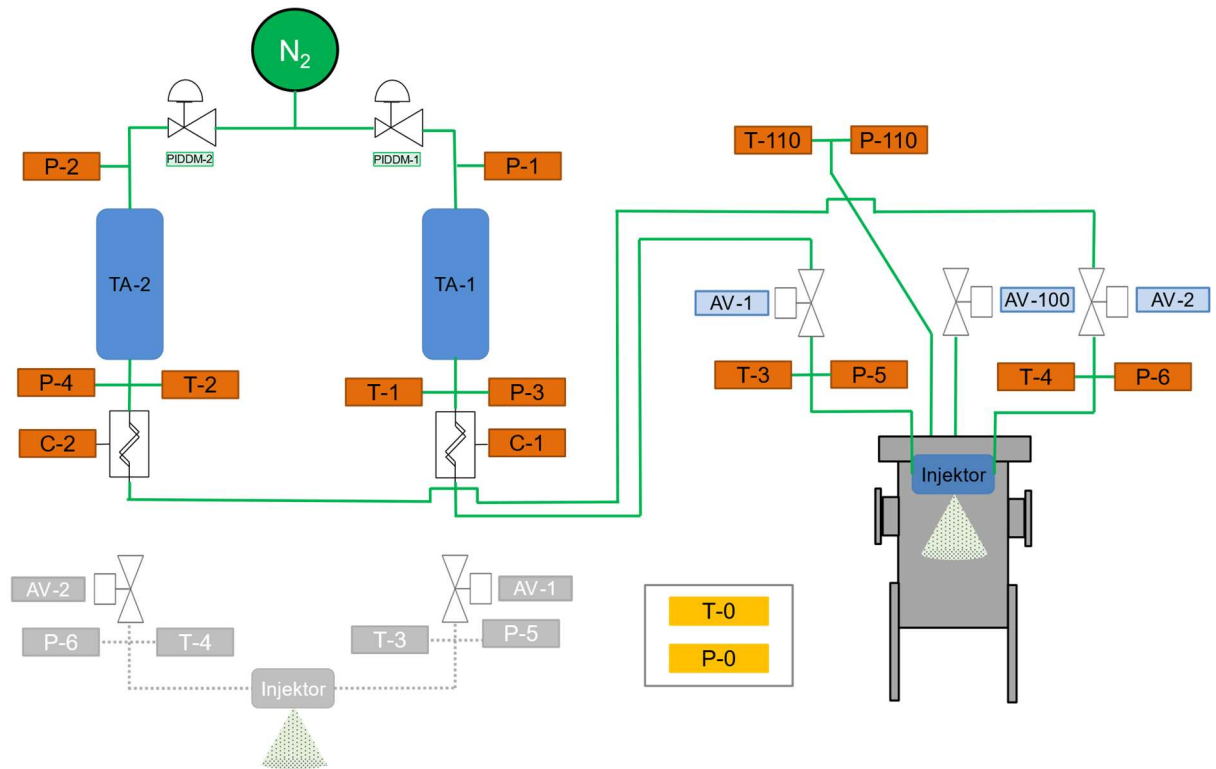 N2
PIDDM-2
PIDDM-1
P-2
P-1
T-110
P-110
TA-2
TA-1
AV-1
AV-100
AV-2
P-4
T-2
T-1
P-3
T-3
P-5
T-4
P-6
C-2
C-1
Injektor
AV-2
AV-1
P-6
T-4
T-3
P-5
Injektor
T-0
P-0